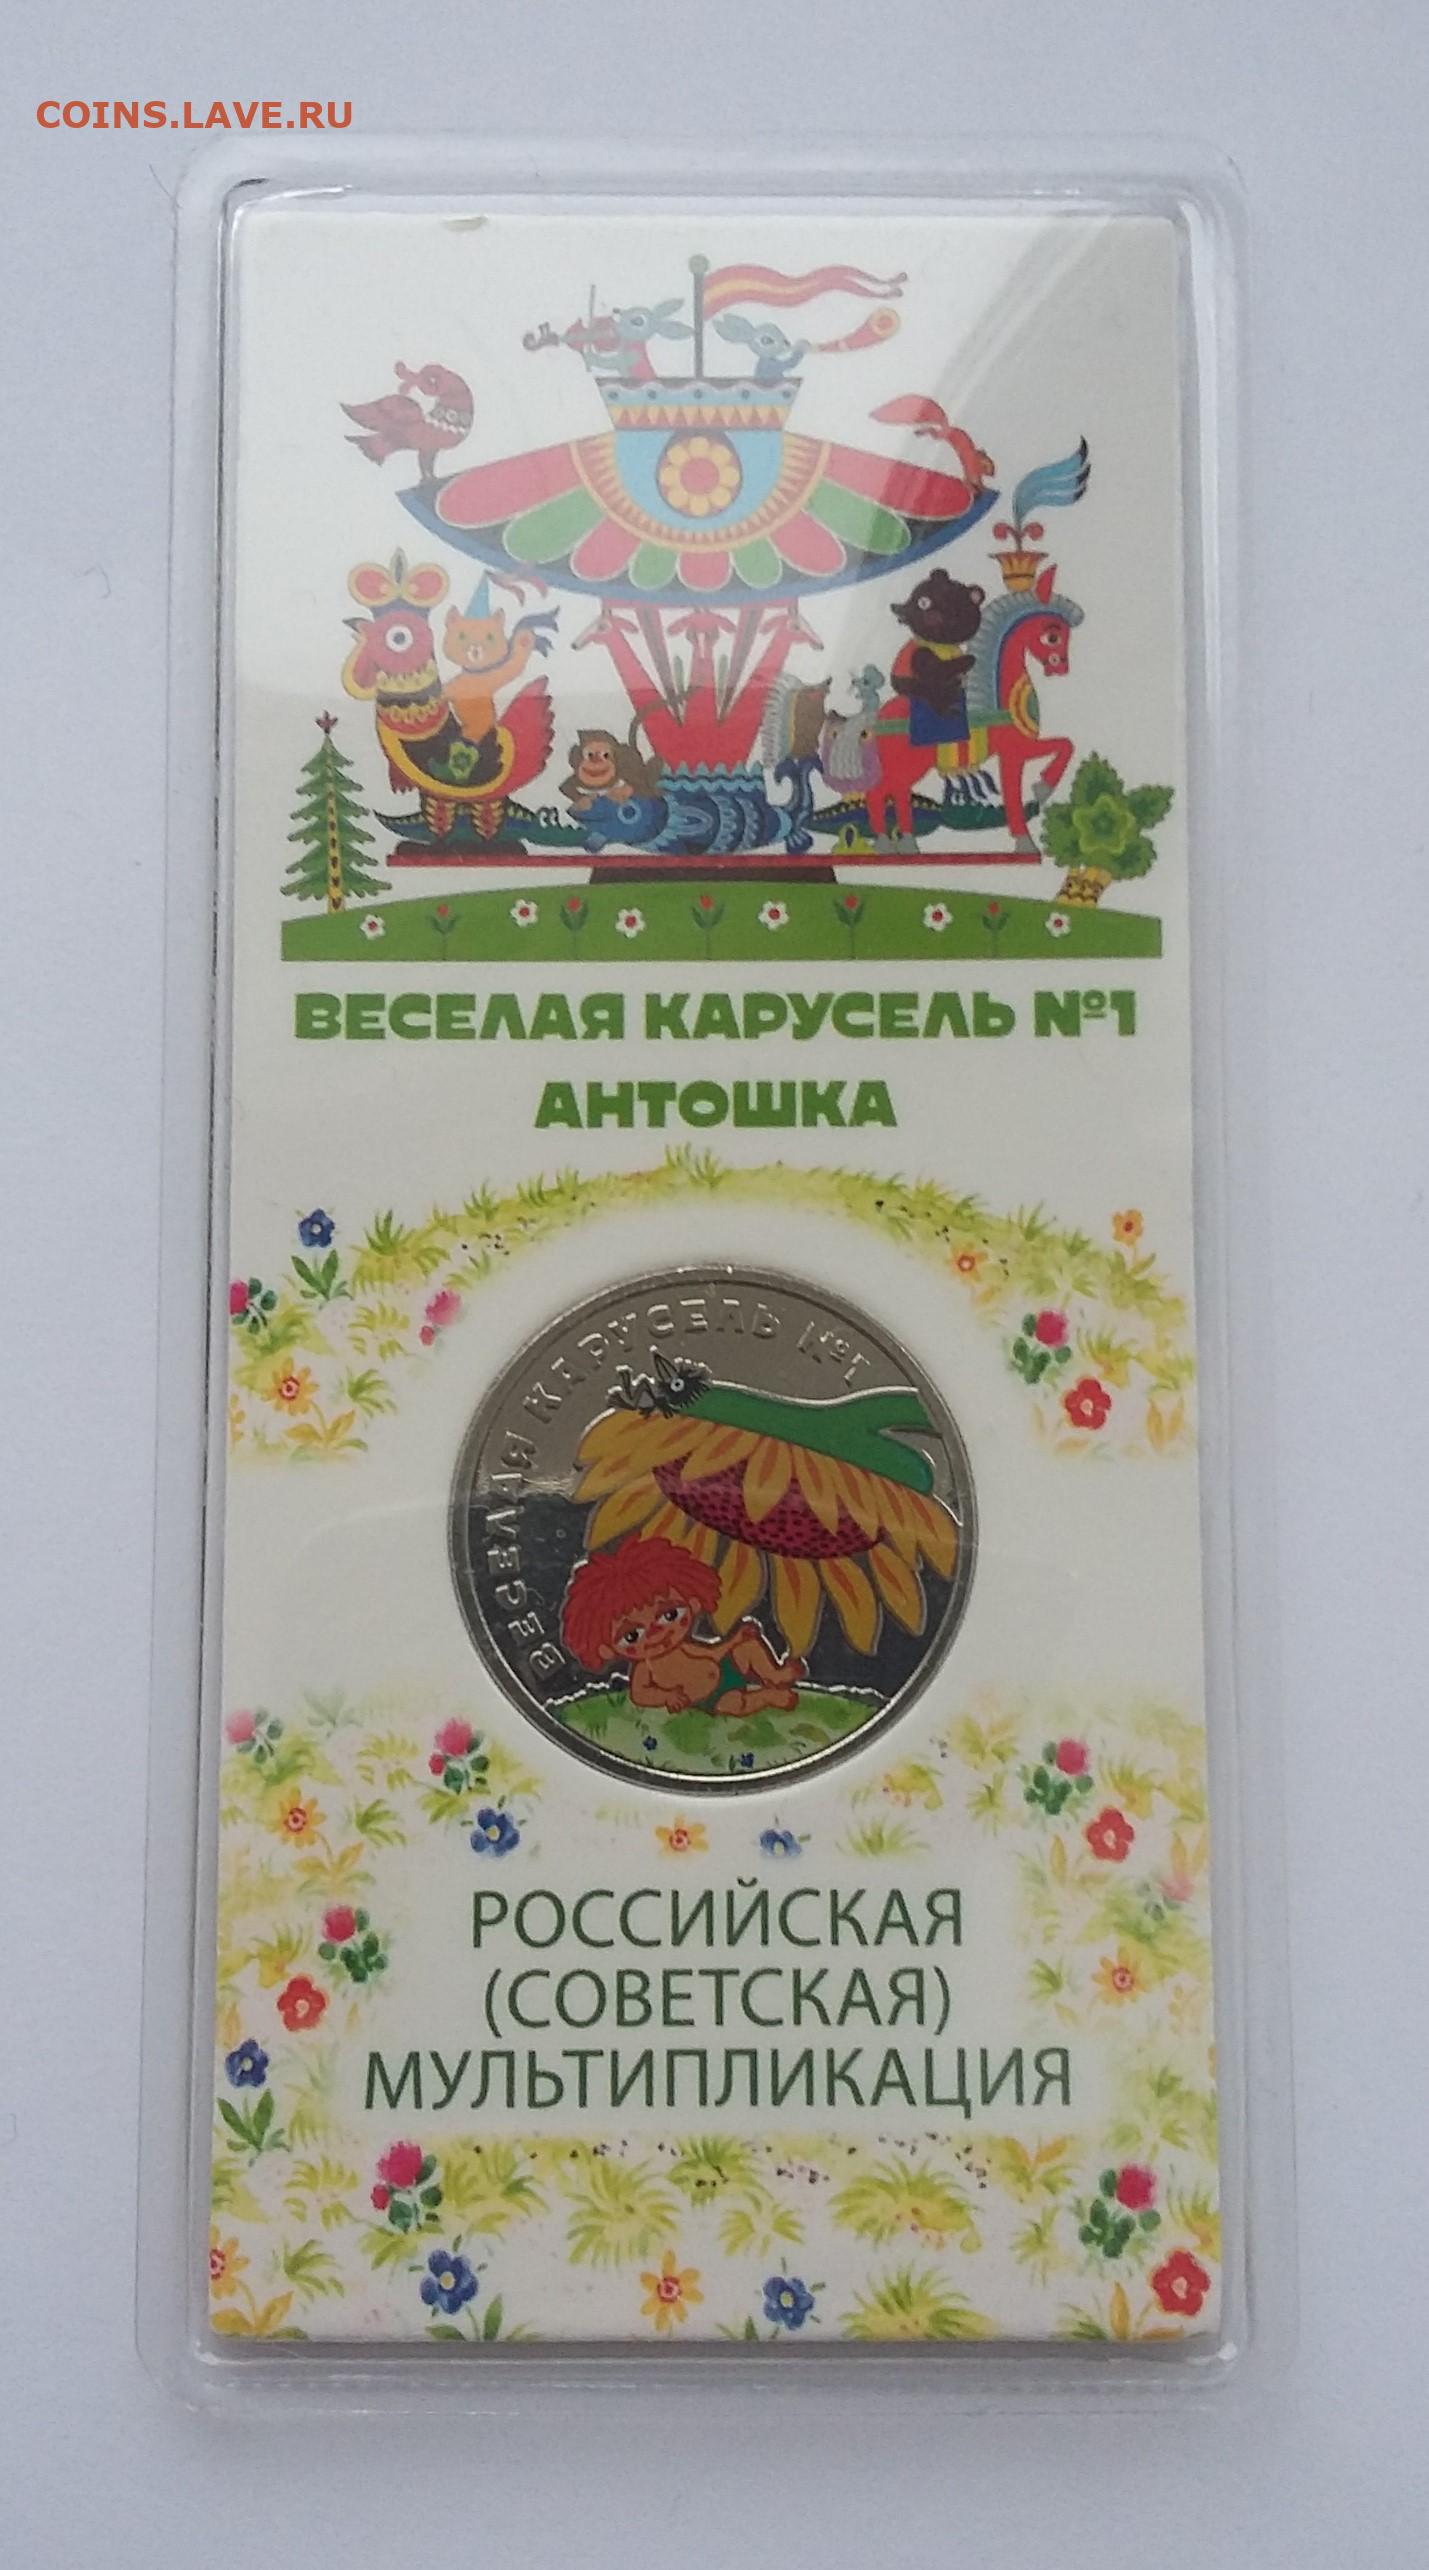 COINS.LAVE.RU
ВЕСЕЛАЯ КАРУСЕЛЬ №1
АНТОШКА
ВЕСЕЛАЯ КАРУСЕЛЬ №1
РОССИЙСКАЯ
(СОВЕТСКАЯ)
МУЛЬТИПЛИКАЦИЯ